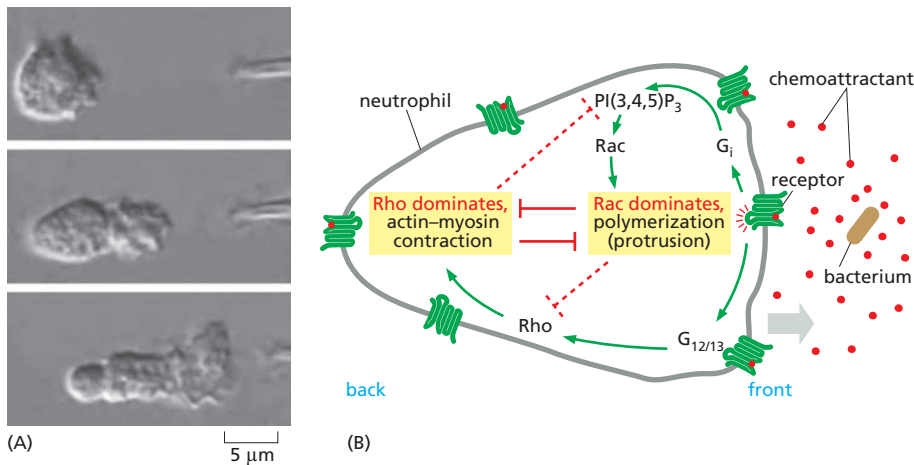 (A)
5 μm
neutrophil
PI(3,4,5)P3
Rac
Gi
chemoattractant
receptor
Rho dominates,
actin–myosin
contraction
Rac dominates,
polymerization
(protrusion)
bacterium
Rho
G12/13
back
front
(B)